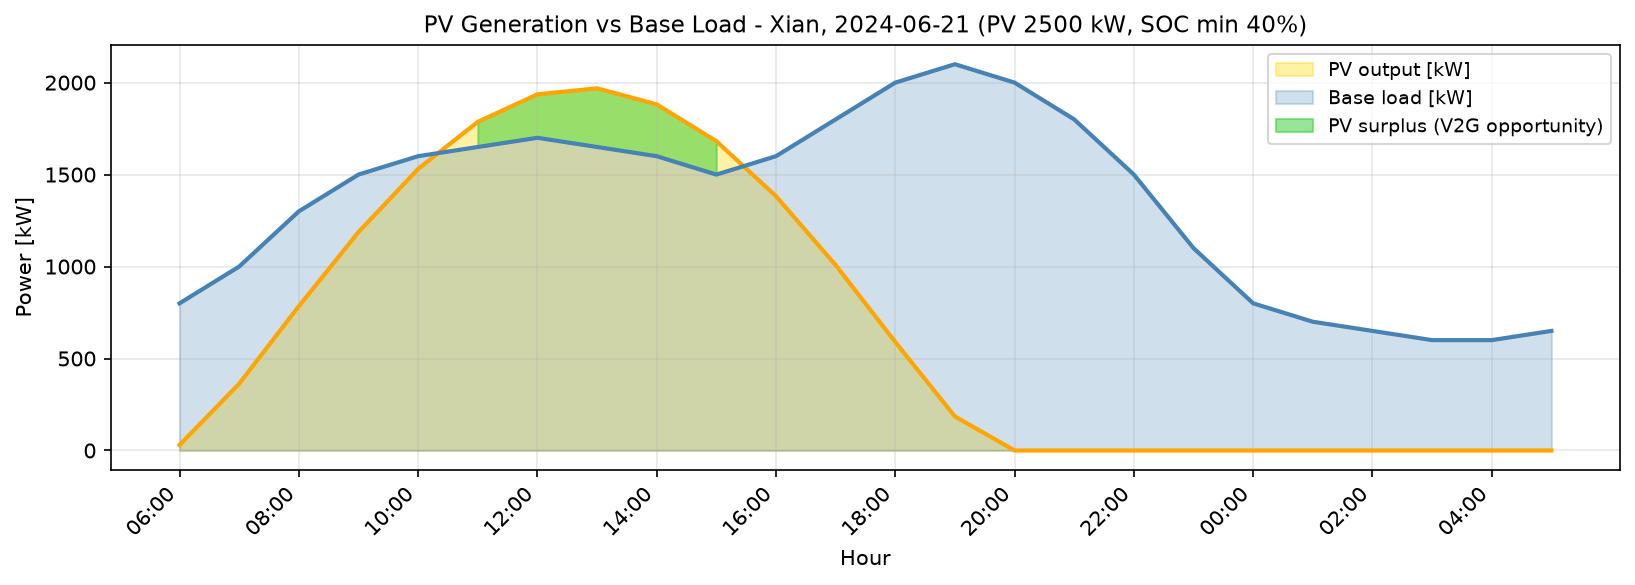 PV Generation vs Base Load - Xian, 2024-06-21 (PV 2500 kW, SOC min 40%)
PV output [kW]
Base load [kW]
PV surplus (V2G opportunity)
Power [kW]
2000
1500
1000
500
0
06:00 08:00 10:00 12:00 14:00 16:00 18:00 20:00 22:00 00:00 02:00 04:00
Hour